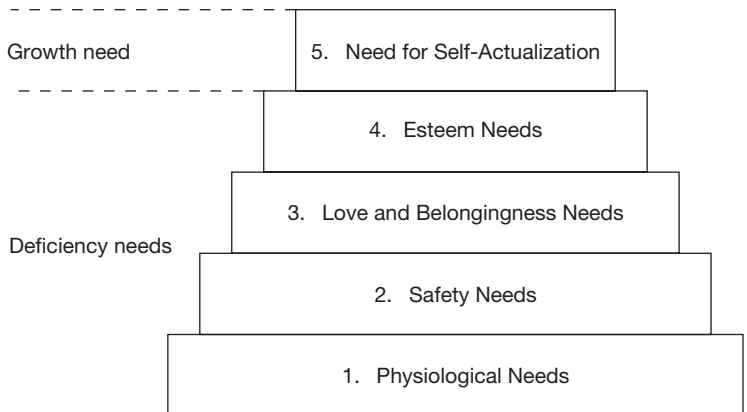 Growth need
5. Need for Self-Actualization
4. Esteem Needs
3. Love and Belongingness Needs
Deficiency needs
2. Safety Needs
1. Physiological Needs